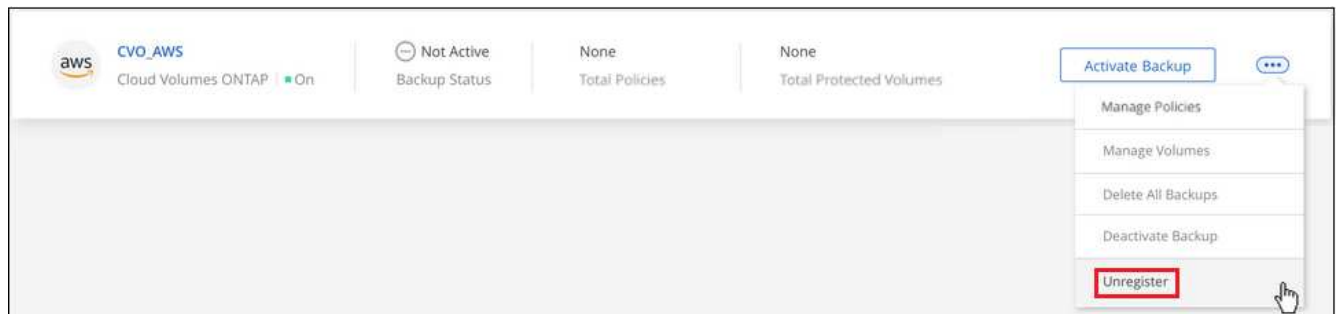 aws
CVO_AWS
Cloud Volumes ONTAP | On
Not Active
Backup Status
None
Total Policies
None
Total Protected Volumes
Activate Backup
Manage Policies
Manage Volumes
Delete All Backups
Deactivate Backup
Unregister